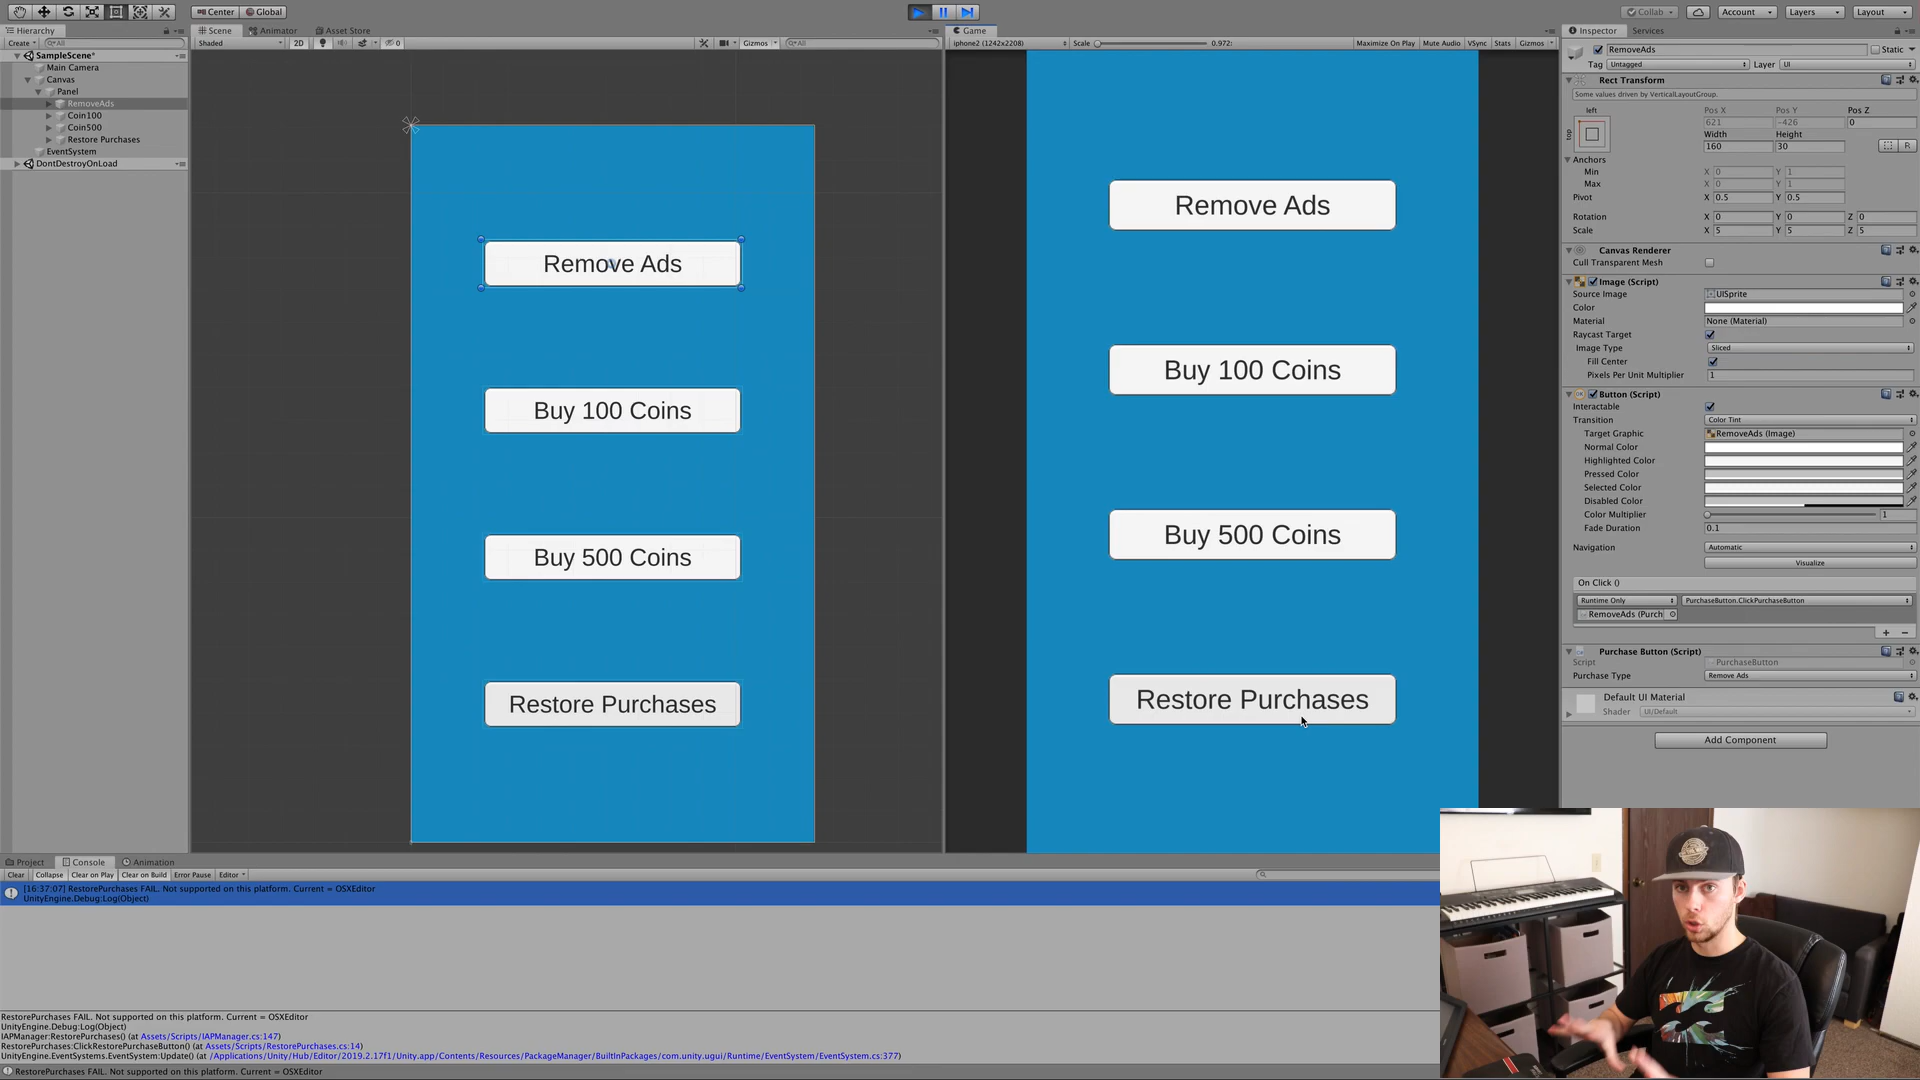 Center
Global
Collab
Account
Layers
Layout
Hierarchy
Create
All
SampleScene*
Main Camera
Canvas
Panel
RemoveAds
Coin100
Coin500
Restore Purchases
EventSystem
DontDestroyOnLoad
Scene
Animator
Asset Store
Shaded
2D
0
Gizmos
All
Remove Ads
Buy 100 Coins
Buy 500 Coins
Restore Purchases
Game
iphone2 (1242x2208)
Scale
0.972:
Maximize On Play
Mute Audio
VSync
Stats
Gizmos
Remove Ads
Buy 100 Coins
Buy 500 Coins
Restore Purchases
Inspector
Services
RemoveAds
Static
Tag
Untagged
Layer
UI
Rect Transform
Some values driven by VerticalLayoutGroup.
left
top
Pos X
Pos Y
Pos Z
621
-426
0
Width
Height
160
30
R
Anchors
Min
X 0
Y 1
Max
X 0
Y 1
Pivot
X 0.5
Y 0.5
Rotation
X 0
Y 0
Z 0
Scale
X 5
Y 5
Z 5
Canvas Renderer
Cull Transparent Mesh
Image (Script)
Source Image
UISprite
Color
Material
None (Material)
Raycast Target
Image Type
Sliced
Fill Center
Pixels Per Unit Multiplier
1
Button (Script)
Interactable
Transition
Color Tint
Target Graphic
RemoveAds (Image)
Normal Color
Highlighted Color
Pressed Color
Selected Color
Disabled Color
Color Multiplier
1
Fade Duration
0.1
Navigation
Automatic
Visualize
On Click ()
Runtime Only
PurchaseButton.ClickPurchaseButton
RemoveAds (Purch
Purchase Button (Script)
Script
PurchaseButton
Purchase Type
Remove Ads
Default UI Material
Shader
UI/Default
Add Component
Project
Console
Animation
Clear
Collapse
Clear on Play
Clear on Build
Error Pause
Editor
[16:37:07] RestorePurchases FAIL. Not supported on this platform. Current = OSXEditor
UnityEngine.Debug:Log(Object)
RestorePurchases FAIL. Not supported on this platform. Current = OSXEditor
UnityEngine.Debug:Log(Object)
IAPManager:RestorePurchases() (at Assets/Scripts/IAPManager.cs:147)
RestorePurchases:ClickRestorePurchaseButton() (at Assets/Scripts/RestorePurchases.cs:14)
UnityEngine.EventSystems.EventSystem:Update() (at /Applications/Unity/Hub/Editor/2019.2.17f1/Unity.app/Contents/Resources/PackageManager/BuiltInPackages/com.unity.ugui/Runtime/EventSystem/EventSystem.cs:377)
RestorePurchases FAIL. Not supported on this platform. Current = OSXEditor